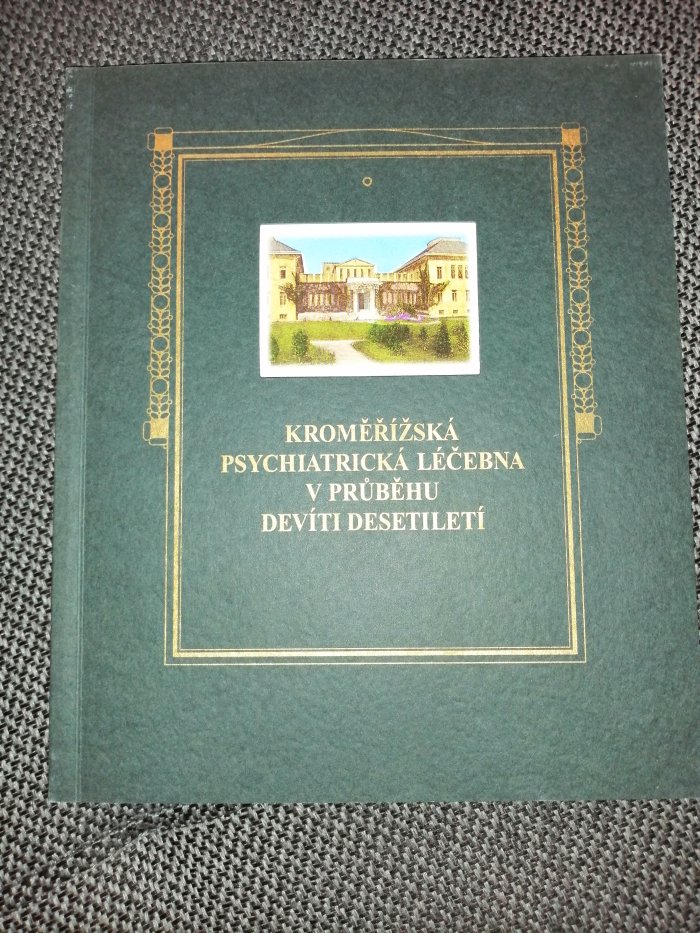 KROMĚŘÍŽSKÁ
PSYCHIATRICKÁ LÉČEBNA
V PRŮBĚHU
DEVÍTI DESETILETÍ